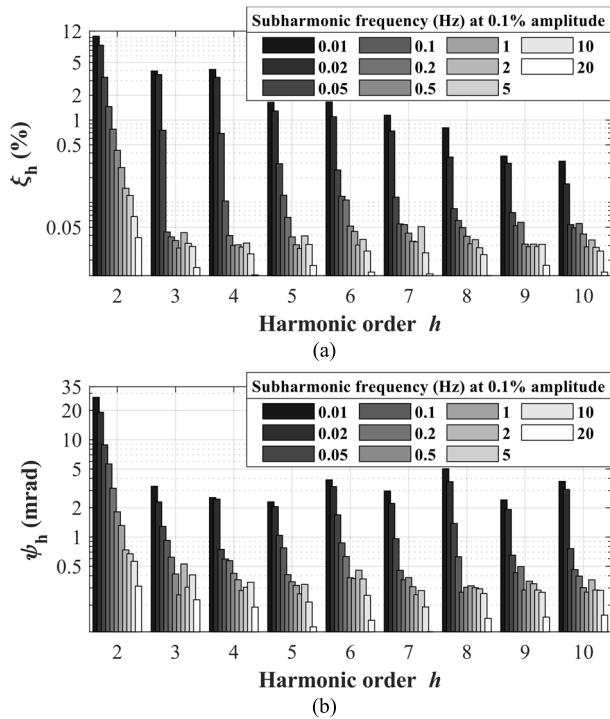 Subharmonic frequency (Hz) at 0.1% amplitude
0.01 0.1 1 10
0.02 0.2 2 20
0.05 0.5 5
12
5
2
1
0.5
0.05
ξh (%)
2 3 4 5 6 7 8 9 10
Harmonic order h
(a)
Subharmonic frequency (Hz) at 0.1% amplitude
0.01 0.1 1 10
0.02 0.2 2 20
0.05 0.5 5
35
20
10
5
2
1
0.5
ψh (mrad)
2 3 4 5 6 7 8 9 10
Harmonic order h
(b)